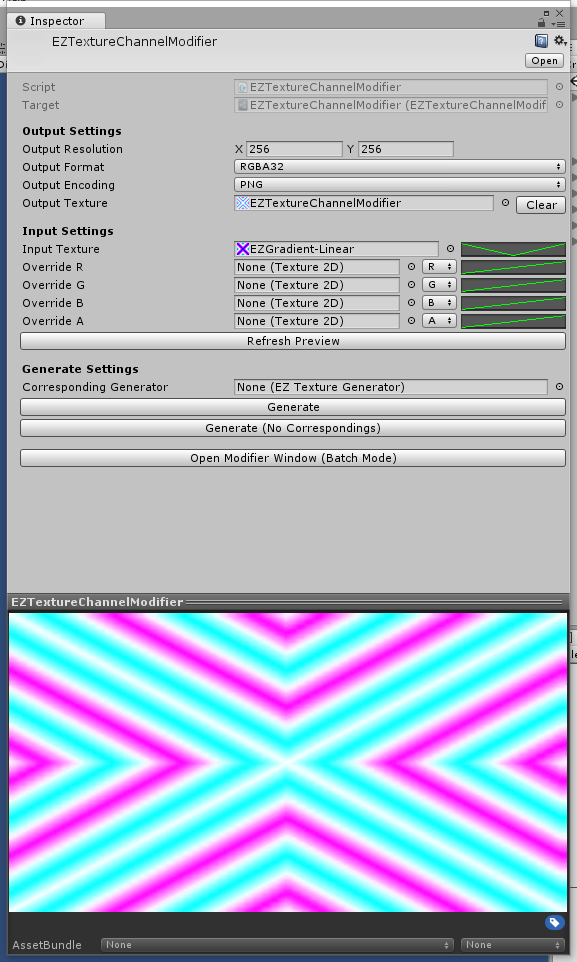 Inspector
EZTextureChannelModifier
Open
Script EZTextureChannelModifier
Target EZTextureChannelModifier (EZTextureChannelModif
Output Settings
Output Resolution X 256 Y 256
Output Format RGBA32
Output Encoding PNG
Output Texture EZTextureChannelModifier Clear
Input Settings
Input Texture EZGradient-Linear
Override R None (Texture 2D) R
Override G None (Texture 2D) G
Override B None (Texture 2D) B
Override A None (Texture 2D) A
Refresh Preview
Generate Settings
Corresponding Generator None (EZ Texture Generator)
Generate
Generate (No Correspondings)
Open Modifier Window (Batch Mode)
EZTextureChannelModifier
AssetBundle None None